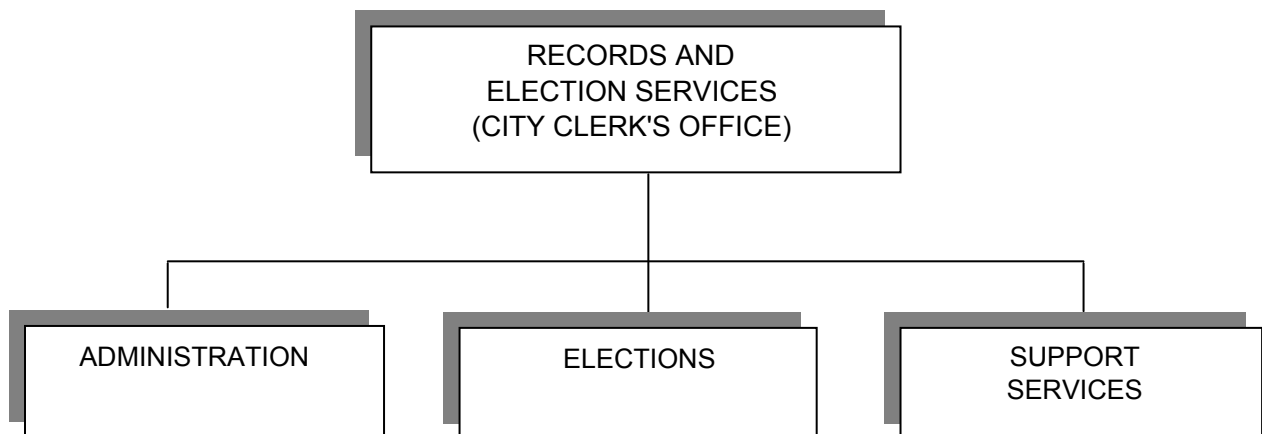 RECORDS AND
ELECTION SERVICES
(CITY CLERK'S OFFICE)
ADMINISTRATION
ELECTIONS
SUPPORT
SERVICES